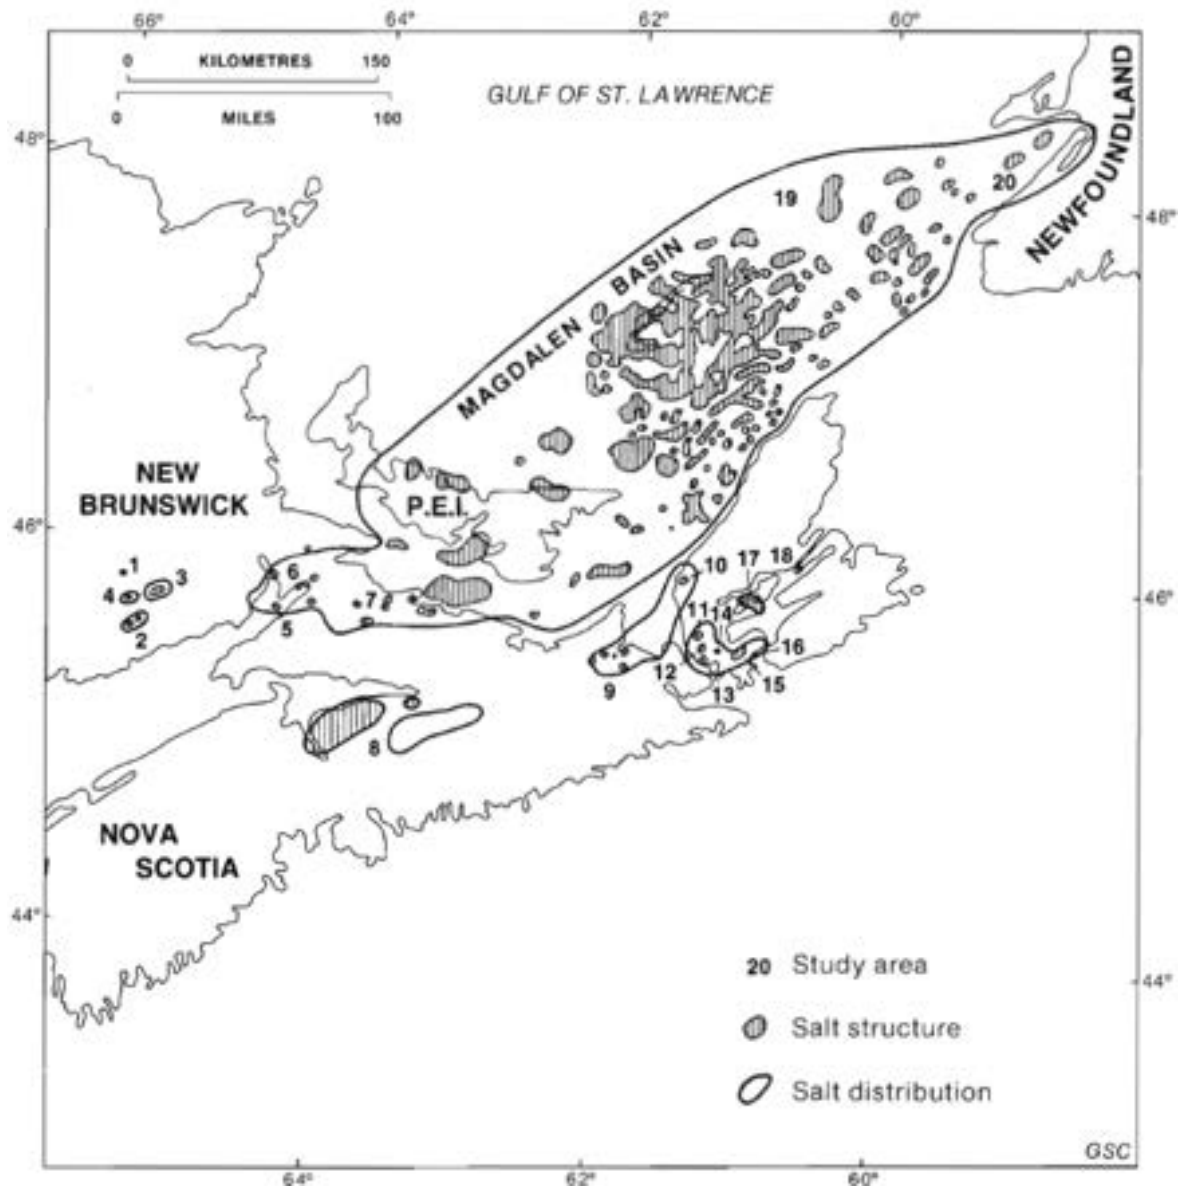 66° 64° 62° 60°
0 KILOMETRES 150
0 MILES 100
GULF OF ST. LAWRENCE
48°
48°
NEWFOUNDLAND
MAGDALEN BASIN
19
20
NEW
BRUNSWICK
P.E.I.
46°
46°
1
4
3
2
6
5
7
8
9
10
11
14
17
18
12
13
15
16
NOVA
SCOTIA
44°
44°
20 Study area
Salt structure
Salt distribution
GSC
64° 62° 60°